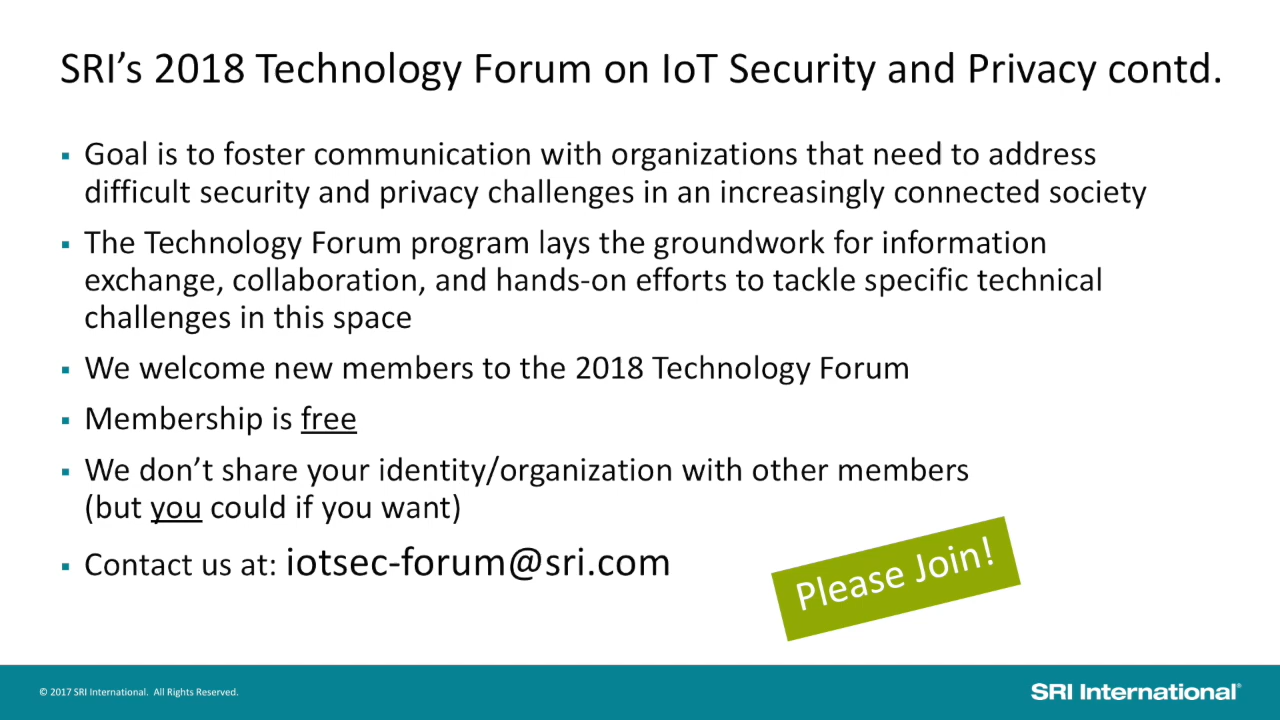 SRI’s 2018 Technology Forum on IoT Security and Privacy contd.
▪ Goal is to foster communication with organizations that need to address
difficult security and privacy challenges in an increasingly connected society
▪ The Technology Forum program lays the groundwork for information
exchange, collaboration, and hands-on efforts to tackle specific technical
challenges in this space
▪ We welcome new members to the 2018 Technology Forum
▪ Membership is free
▪ We don’t share your identity/organization with other members
(but you could if you want)
▪ Contact us at: iotsec-forum@sri.com
Please Join!
© 2017 SRI International. All Rights Reserved.
SRI International®